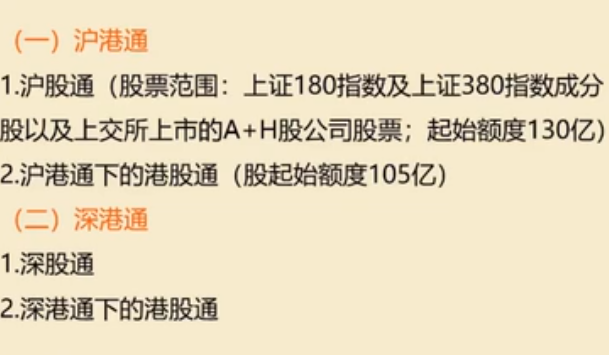 （一）沪港通
1.沪股通（股票范围：上证180指数及上证380指数成分
股以及上交所上市的A+H股公司股票；起始额度130亿）
2.沪港通下的港股通（股起始额度105亿）
（二）深港通
1.深股通
2.深港通下的港股通